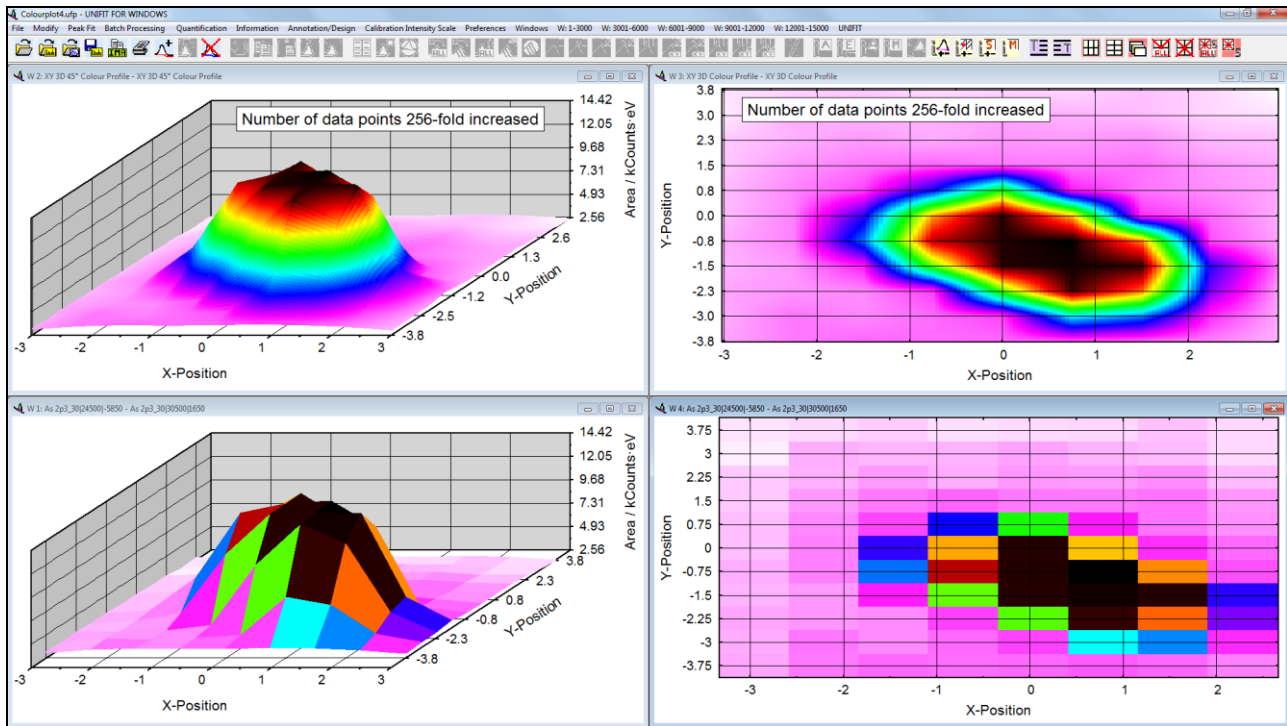 Colourplot4.ufp - UNIFIT FOR WINDOWS
File Modify Peak Fit Batch Processing Quantification Information Annotation/Design Calibration Intensity Scale Preferences Windows W: 1-3000 W: 3001-6000 W: 6001-9000 W: 9001-12000 W: 12001-15000 UNIFIT
W 2: XY 3D 45° Colour Profile - XY 3D 45° Colour Profile
Number of data points 256-fold increased
14.42
12.05
9.68
7.31
4.93
2.56
Area / kCounts·eV
2.6
1.3
0.0
-1.2
-2.5
-3.8
Y-Position
-3 -2 -1 0 1 2 3
X-Position
W 3: XY 3D Colour Profile - XY 3D Colour Profile
Number of data points 256-fold increased
3.8
3.0
2.3
1.5
0.8
0.0
-0.8
-1.5
-2.3
-3.0
-3.8
Y-Position
-3 -2 -1 0 1 2
X-Position
W 1: As 2p3_30|24500|-5850 - As 2p3_30|30500|1650
14.42
12.05
9.68
7.31
4.93
2.56
Area / kCounts·eV
3.8
2.3
0.8
-0.8
-2.3
-3.8
Y-Position
-3 -2 -1 0 1 2 3
X-Position
W 4: As 2p3_30|24500|-5850 - As 2p3_30|30500|1650
3.75
3
2.25
1.5
0.75
0
-0.75
-1.5
-2.25
-3
-3.75
Y-Position
-3 -2 -1 0 1 2
X-Position